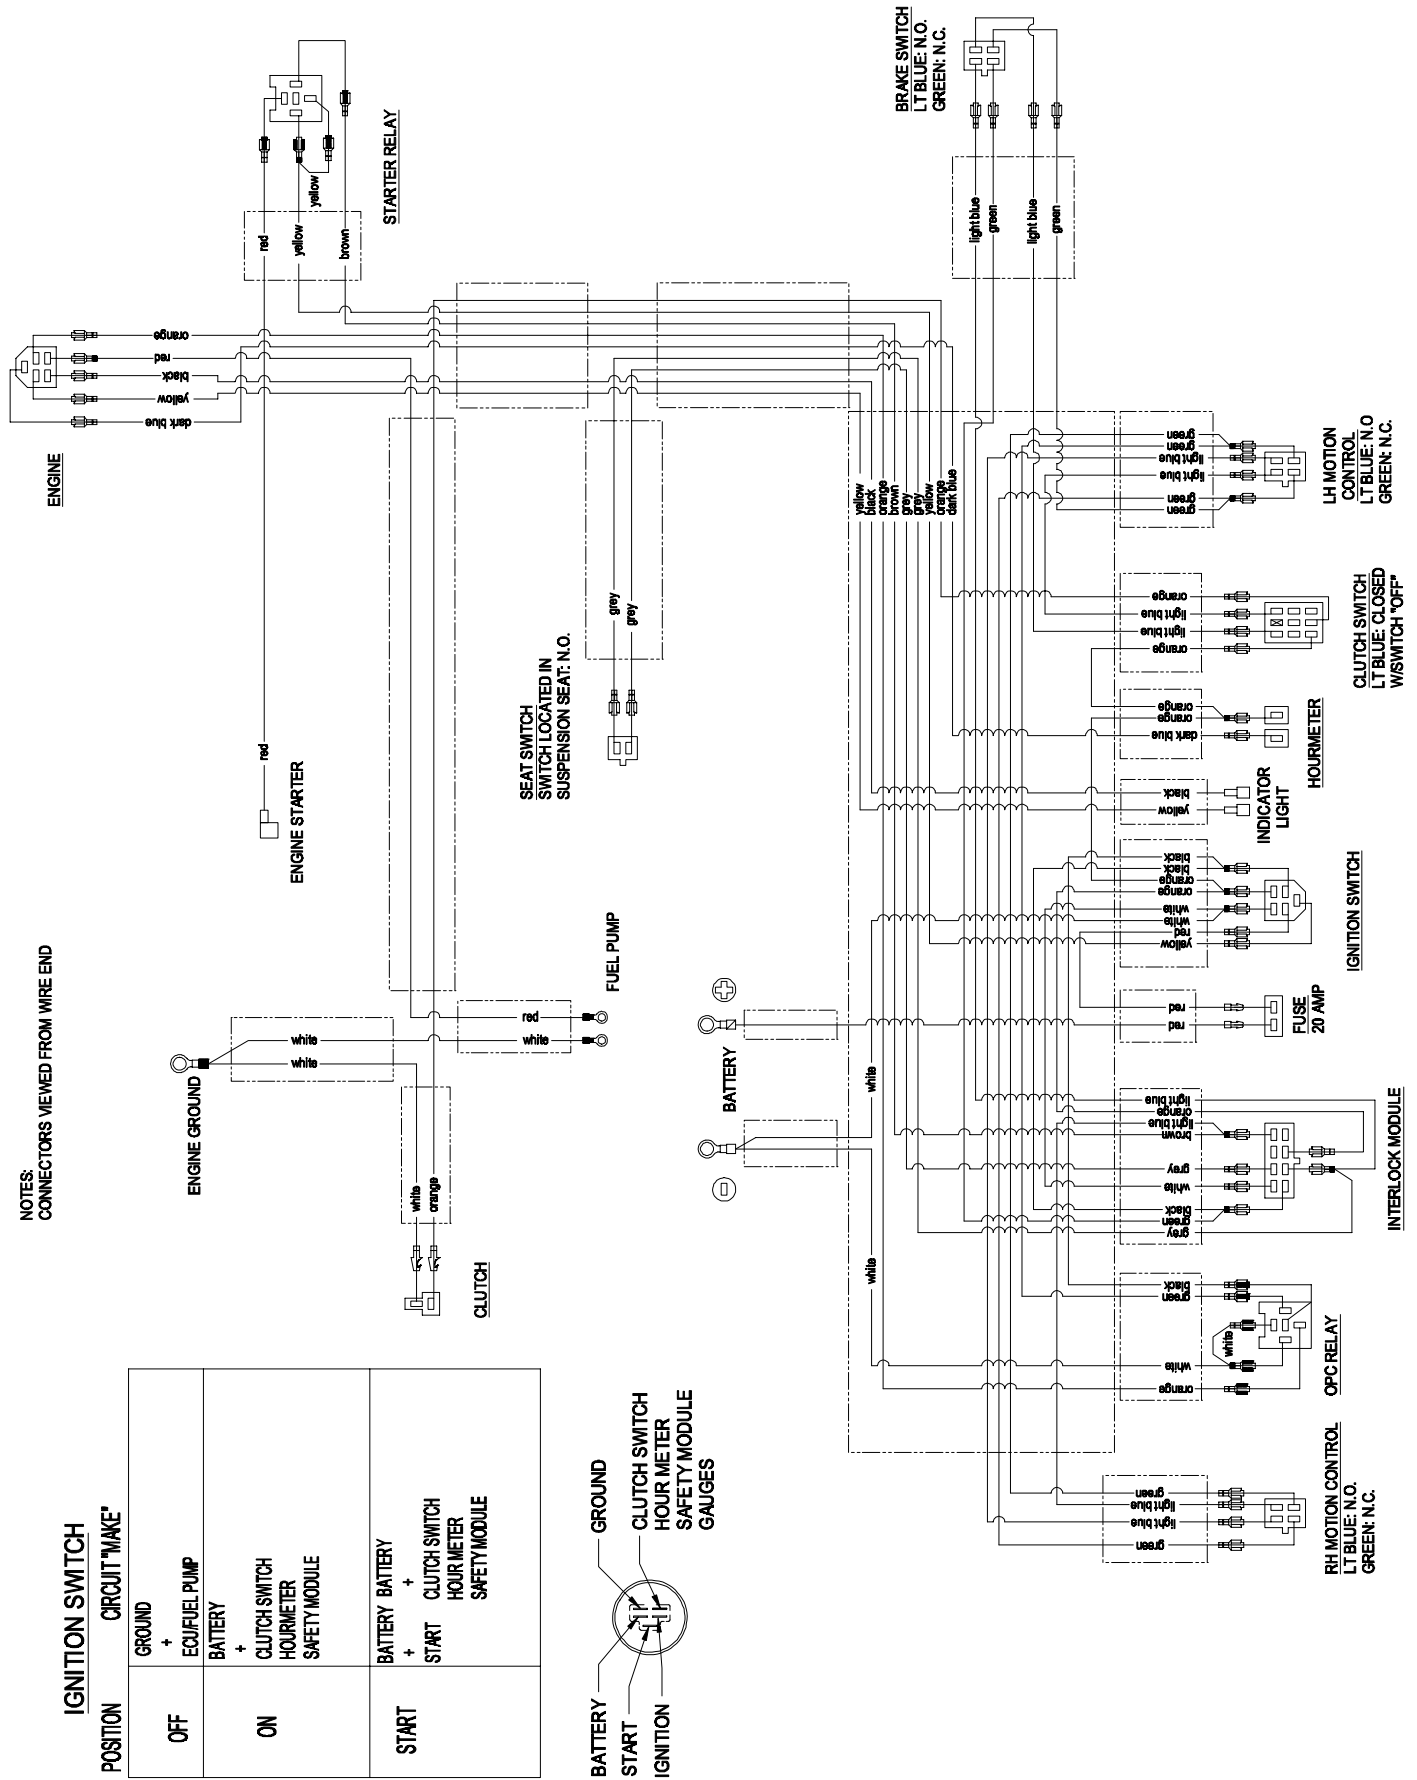 NOTES:
CONNECTORS VIEWED FROM WIRE END
IGNITION SWITCH
POSITION
CIRCUIT "MAKE"
OFF
GROUND
+
ECU/FUEL PUMP
ON
BATTERY
+
CLUTCH SWITCH
HOURMETER
SAFETY MODULE
START
BATTERY BATTERY
+ +
START CLUTCH SWITCH
HOUR METER
SAFETY MODULE
BATTERY
START
IGNITION
GROUND
CLUTCH SWITCH
HOUR METER
SAFETY MODULE
GAUGES
ENGINE
orange
red
black
yellow
dark blue
STARTER RELAY
red
yellow
yellow
brown
red
ENGINE STARTER
ENGINE GROUND
white
white
red
white
FUEL PUMP
white
orange
CLUTCH
SEAT SWITCH
SWITCH LOCATED IN
SUSPENSION SEAT: N.O.
grey
grey
BATTERY
white
white
yellow
black
orange
brown
grey
grey
yellow
orange
dark blue
BRAKE SWITCH
LT BLUE: N.O.
GREEN: N.C.
light blue
green
light blue
green
green
green
light blue
light blue
green
green
LH MOTION
CONTROL
LT BLUE: N.O
GREEN: N.C.
orange
light blue
light blue
orange
CLUTCH SWITCH
LT BLUE: CLOSED
W/SWITCH "OFF"
orange
orange
dark blue
HOURMETER
black
yellow
INDICATOR
LIGHT
black
black
orange
orange
white
white
red
yellow
IGNITION SWITCH
red
red
FUSE
20 AMP
light blue
orange
light blue
brown
grey
white
black
green
grey
INTERLOCK MODULE
black
green
white
white
orange
OPC RELAY
green
light blue
light blue
green
RH MOTION CONTROL
LT BLUE: N.O.
GREEN: N.C.